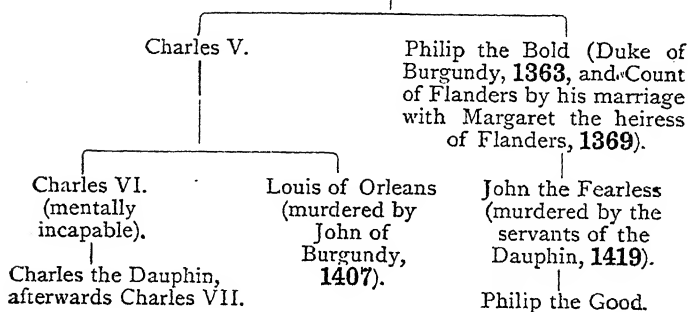 Charles V.
Philip the Bold (Duke of
Burgundy, 1363, and Count
of Flanders by his marriage
with Margaret the heiress
of Flanders, 1369).
Charles VI.
(mentally
incapable).
Louis of Orleans
(murdered by
John of
Burgundy,
1407).
John the Fearless
(murdered by the
servants of the
Dauphin, 1419).
Charles the Dauphin,
afterwards Charles VII.
Philip the Good.